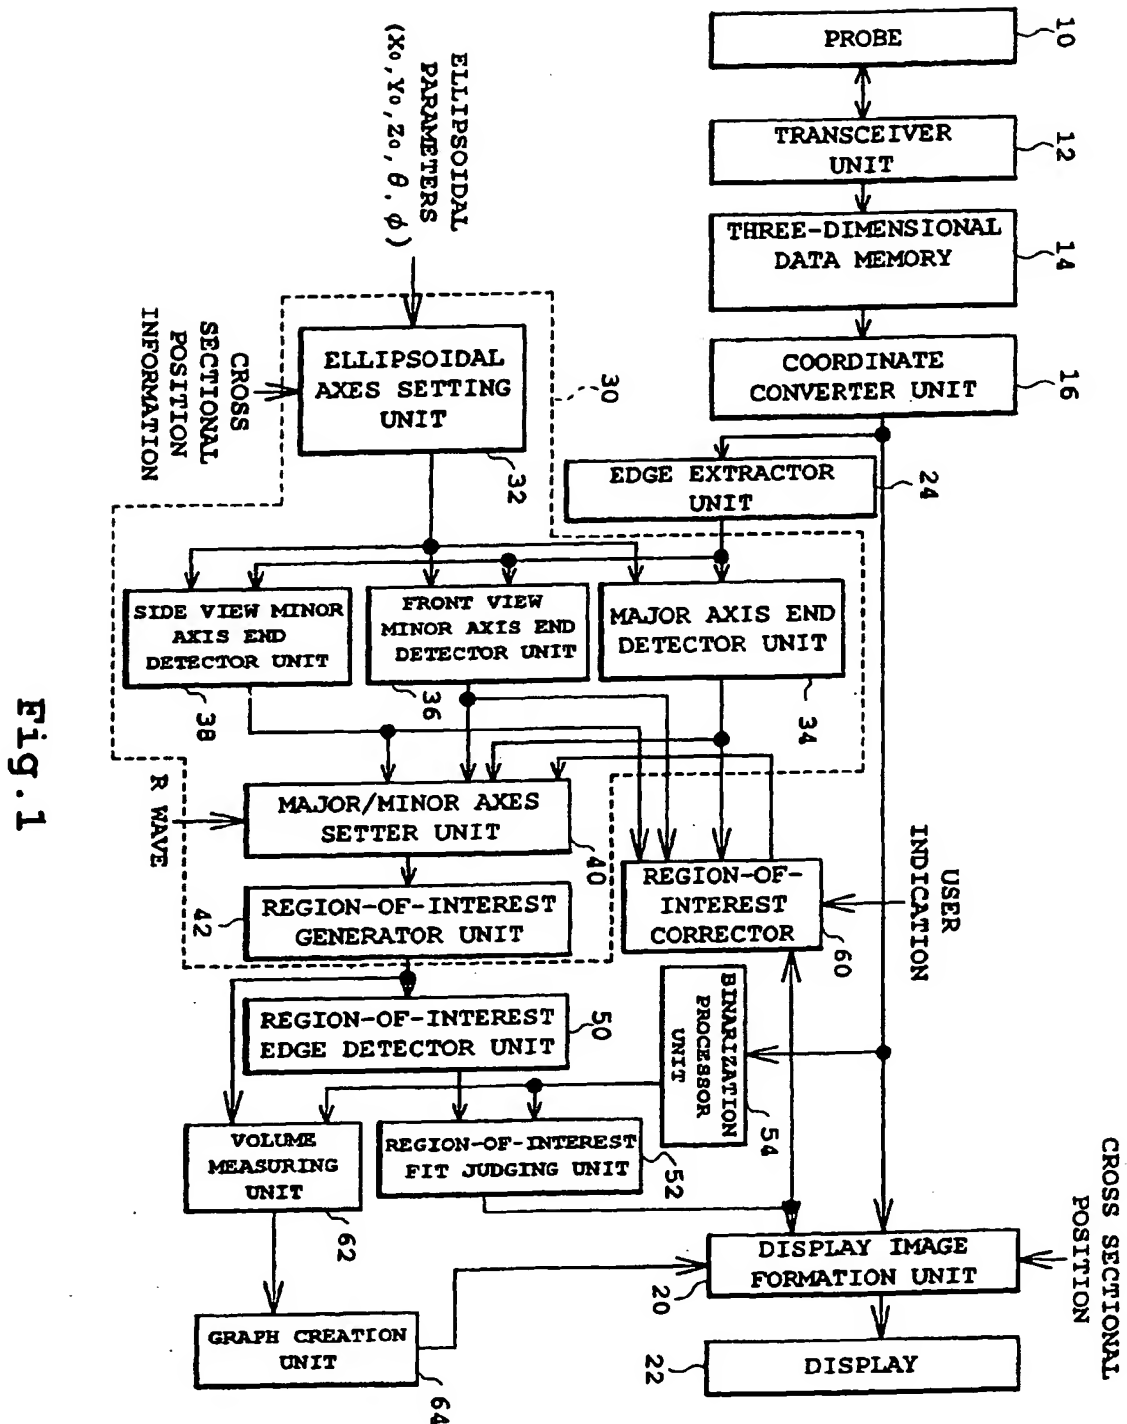 PROBE
10
TRANSCEIVER
UNIT
12
THREE-DIMENSIONAL
DATA MEMORY
14
COORDINATE
CONVERTER UNIT
16
ELLIPSOIDAL
PARAMETERS
(X0, Y0, Z0, θ, φ)
CROSS
SECTIONAL
POSITION
INFORMATION
ELLIPSOIDAL
AXES SETTING
UNIT
32
30
EDGE EXTRACTOR
UNIT
24
SIDE VIEW MINOR
AXIS END
DETECTOR UNIT
38
FRONT VIEW
MINOR AXIS END
DETECTOR UNIT
36
MAJOR AXIS END
DETECTOR UNIT
34
R WAVE
MAJOR/MINOR AXES
SETTER UNIT
40
REGION-OF-INTEREST
GENERATOR UNIT
42
REGION-OF-
INTEREST
CORRECTOR
60
USER
INDICATION
REGION-OF-INTEREST
EDGE DETECTOR UNIT
50
BINARIZATION
PROCESSOR
UNIT
54
VOLUME
MEASURING
UNIT
62
REGION-OF-INTEREST
FIT JUDGING UNIT
52
CROSS SECTIONAL
POSITION
DISPLAY IMAGE
FORMATION UNIT
20
GRAPH CREATION
UNIT
64
DISPLAY
22
Fig.1